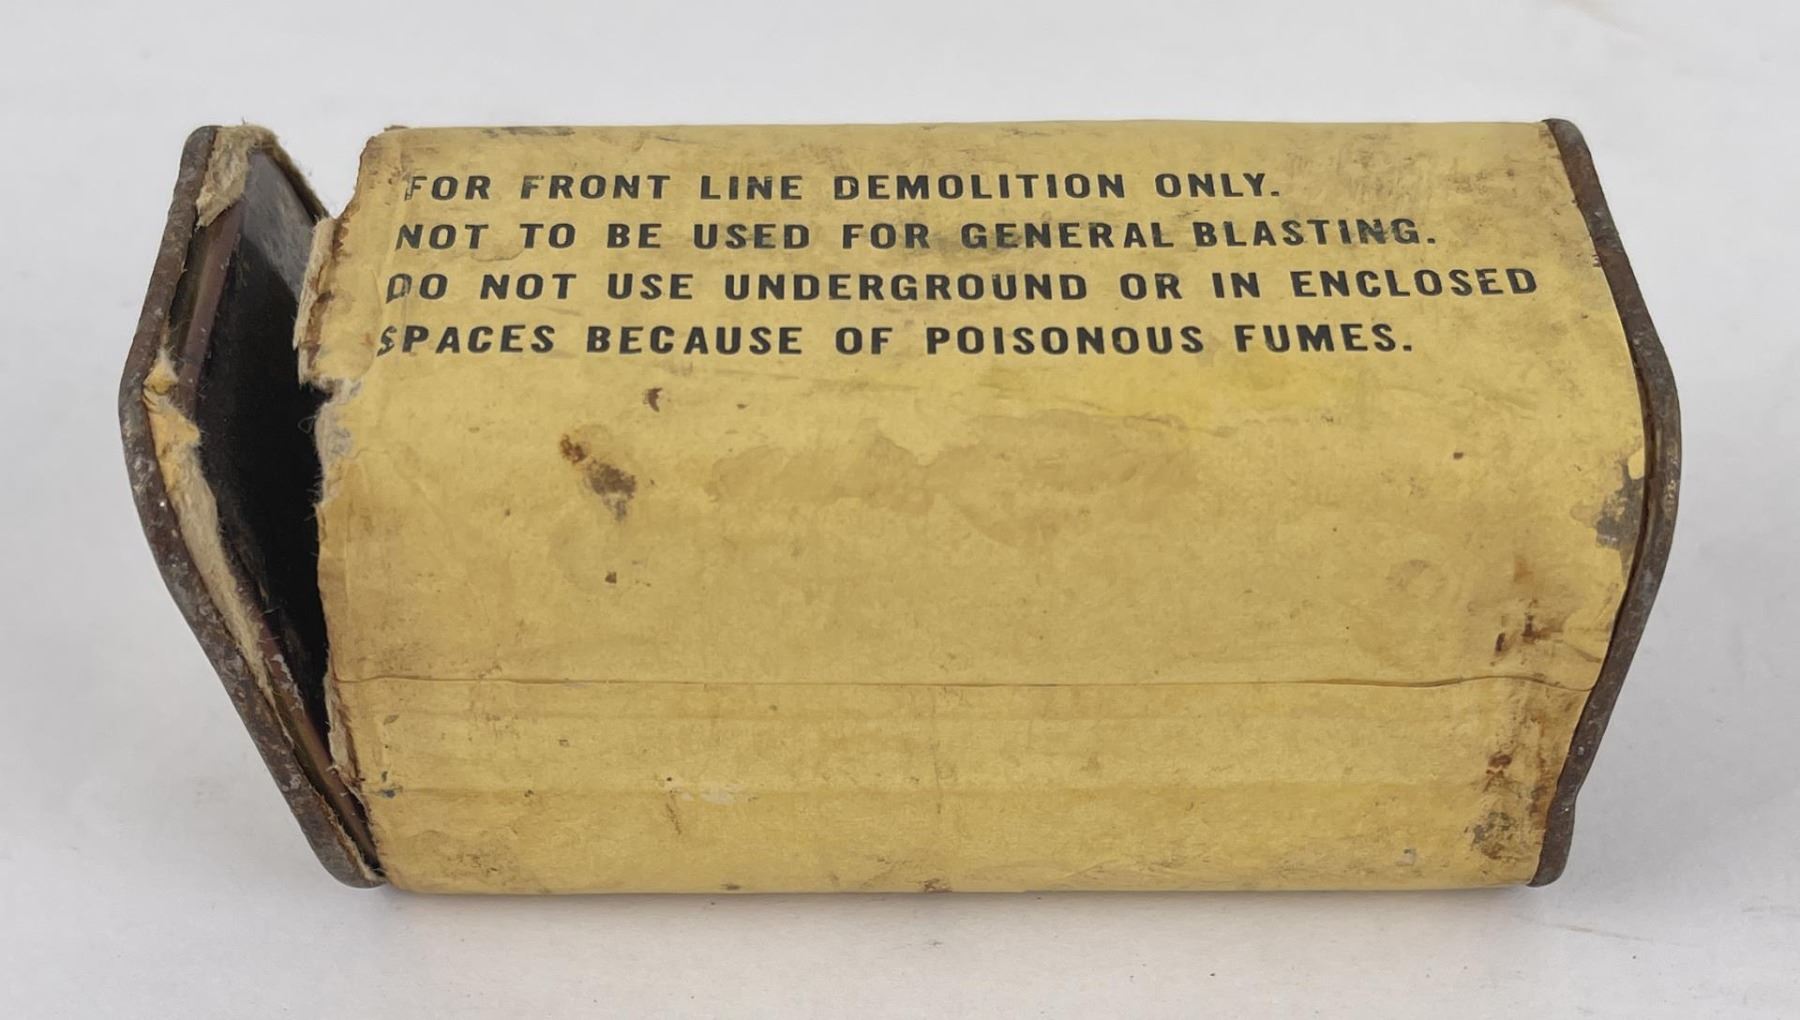 FOR FRONT LINE DEMOLITION ONLY.
NOT TO BE USED FOR GENERAL BLASTING.
DO NOT USE UNDERGROUND OR IN ENCLOSED
SPACES BECAUSE OF POISONOUS FUMES.